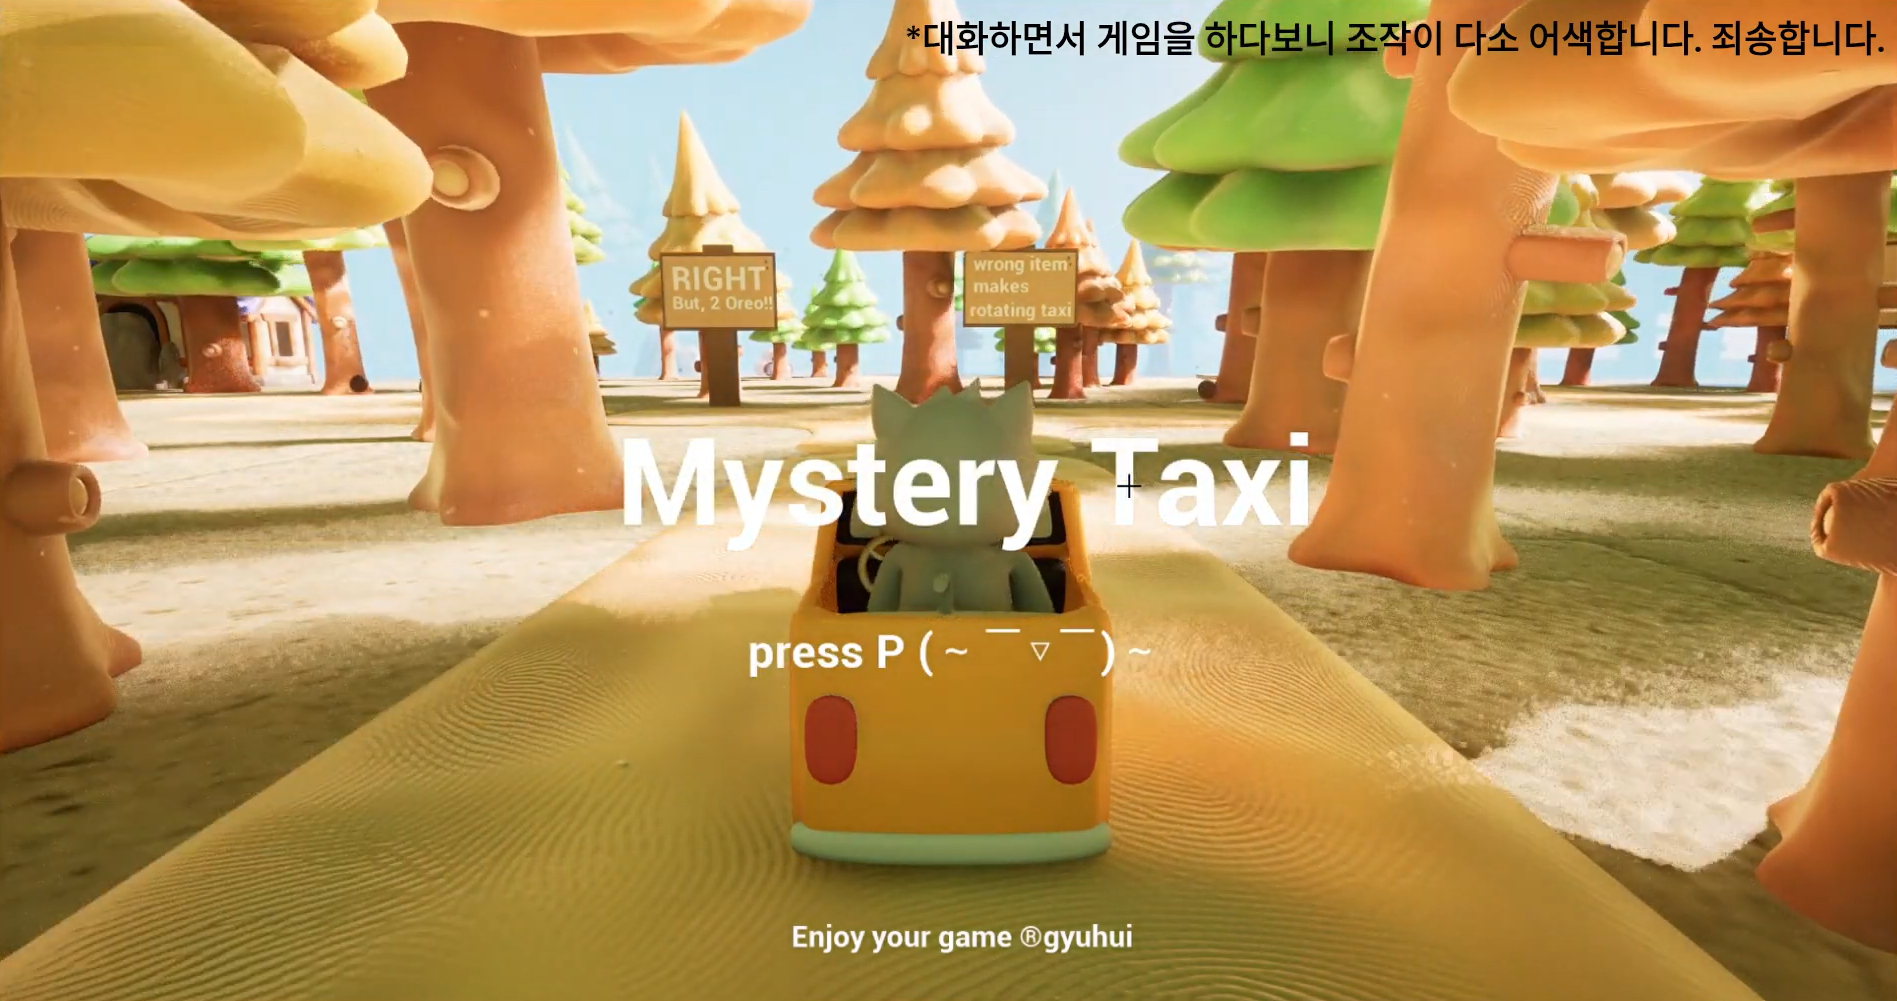 *대화하면서 게임을 하다보니 조작이 다소 어색합니다. 죄송합니다.
RIGHT
But, 2 Oreo!!
wrong item
makes
rotating taxi
Mystery Taxi
press P ( ~ ￣ ▽ ￣ ) ~
Enjoy your game ®gyuhui